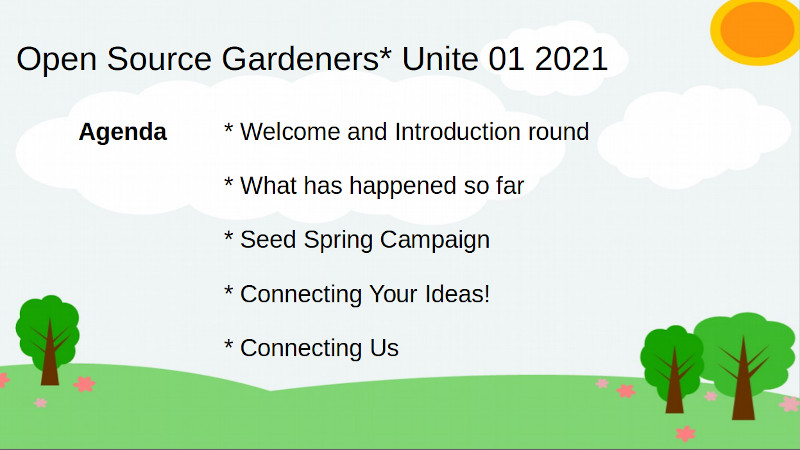 Open Source Gardeners* Unite 01 2021
Agenda * Welcome and Introduction round
* What has happened so far
* Seed Spring Campaign
* Connecting Your Ideas!
* Connecting Us